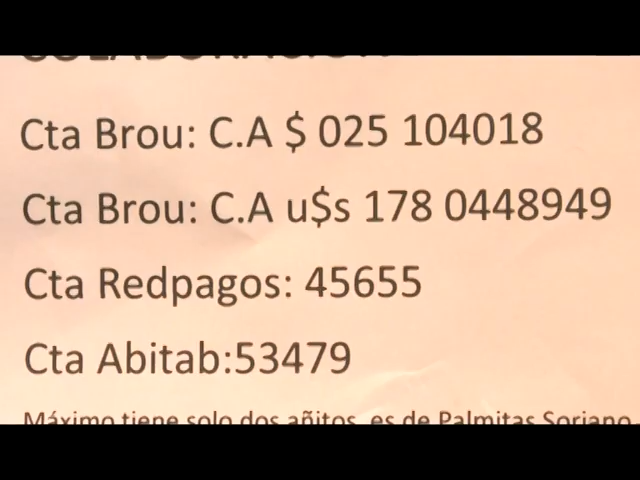 COLABORACIÓN
Cta Brou: C.A $ 025 104018
Cta Brou: C.A u$s 178 0448949
Cta Redpagos: 45655
Cta Abitab:53479
Máximo tiene solo dos añitos, es de Palmitas Soriano